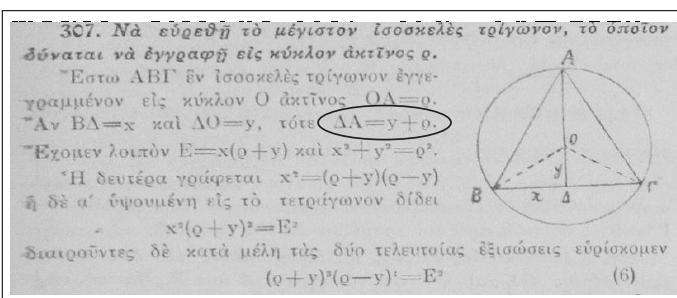 307. Νὰ εὑρεθῇ τὸ μέγιστον ἰσοσκελὲς τρίγωνον, τὸ ὁποῖον
δύναται νὰ ἐγγραφῇ εἰς κύκλον ἀκτῖνος ρ.
Ἔστω ΑΒΓ ἓν ἰσοσκελὲς τρίγωνον ἐγγε-
γραμμένον εἰς κύκλον Ο ἀκτῖνος ΟΑ=ρ.
Ἂν ΒΔ=x καὶ ΔΟ=y, τότε ΔΑ=y+ρ.
Ἔχομεν λοιπὸν Ε=x(ρ+y) καὶ x²+y²=ρ².
Ἡ δευτέρα γράφεται x²=(ρ+y)(ρ—y)
ἡ δὲ α΄ ὑψουμένη εἰς τὸ τετράγωνον δίδει
x²(ρ+y)²=Ε²
διαιροῦντες δὲ κατὰ μέλη τὰς δύο τελευτοίας ἐξισώσεις εὑρίσκομεν
(ρ+y)³(ρ—y)¹=Ε² (6)
Α
Ο
y
Β x Δ Γ